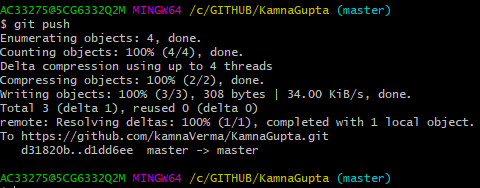 AC33275@5CG6332Q2M MINGW64 /c/GITHUB/KamnaGupta (master)
$ git push
Enumerating objects: 4, done.
Counting objects: 100% (4/4), done.
Delta compression using up to 4 threads
Compressing objects: 100% (2/2), done.
Writing objects: 100% (3/3), 308 bytes | 34.00 KiB/s, done.
Total 3 (delta 1), reused 0 (delta 0)
remote: Resolving deltas: 100% (1/1), completed with 1 local object.
To https://github.com/kamnaVerma/KamnaGupta.git
   d31820b..d1dd6ee  master -> master

AC33275@5CG6332Q2M MINGW64 /c/GITHUB/KamnaGupta (master)